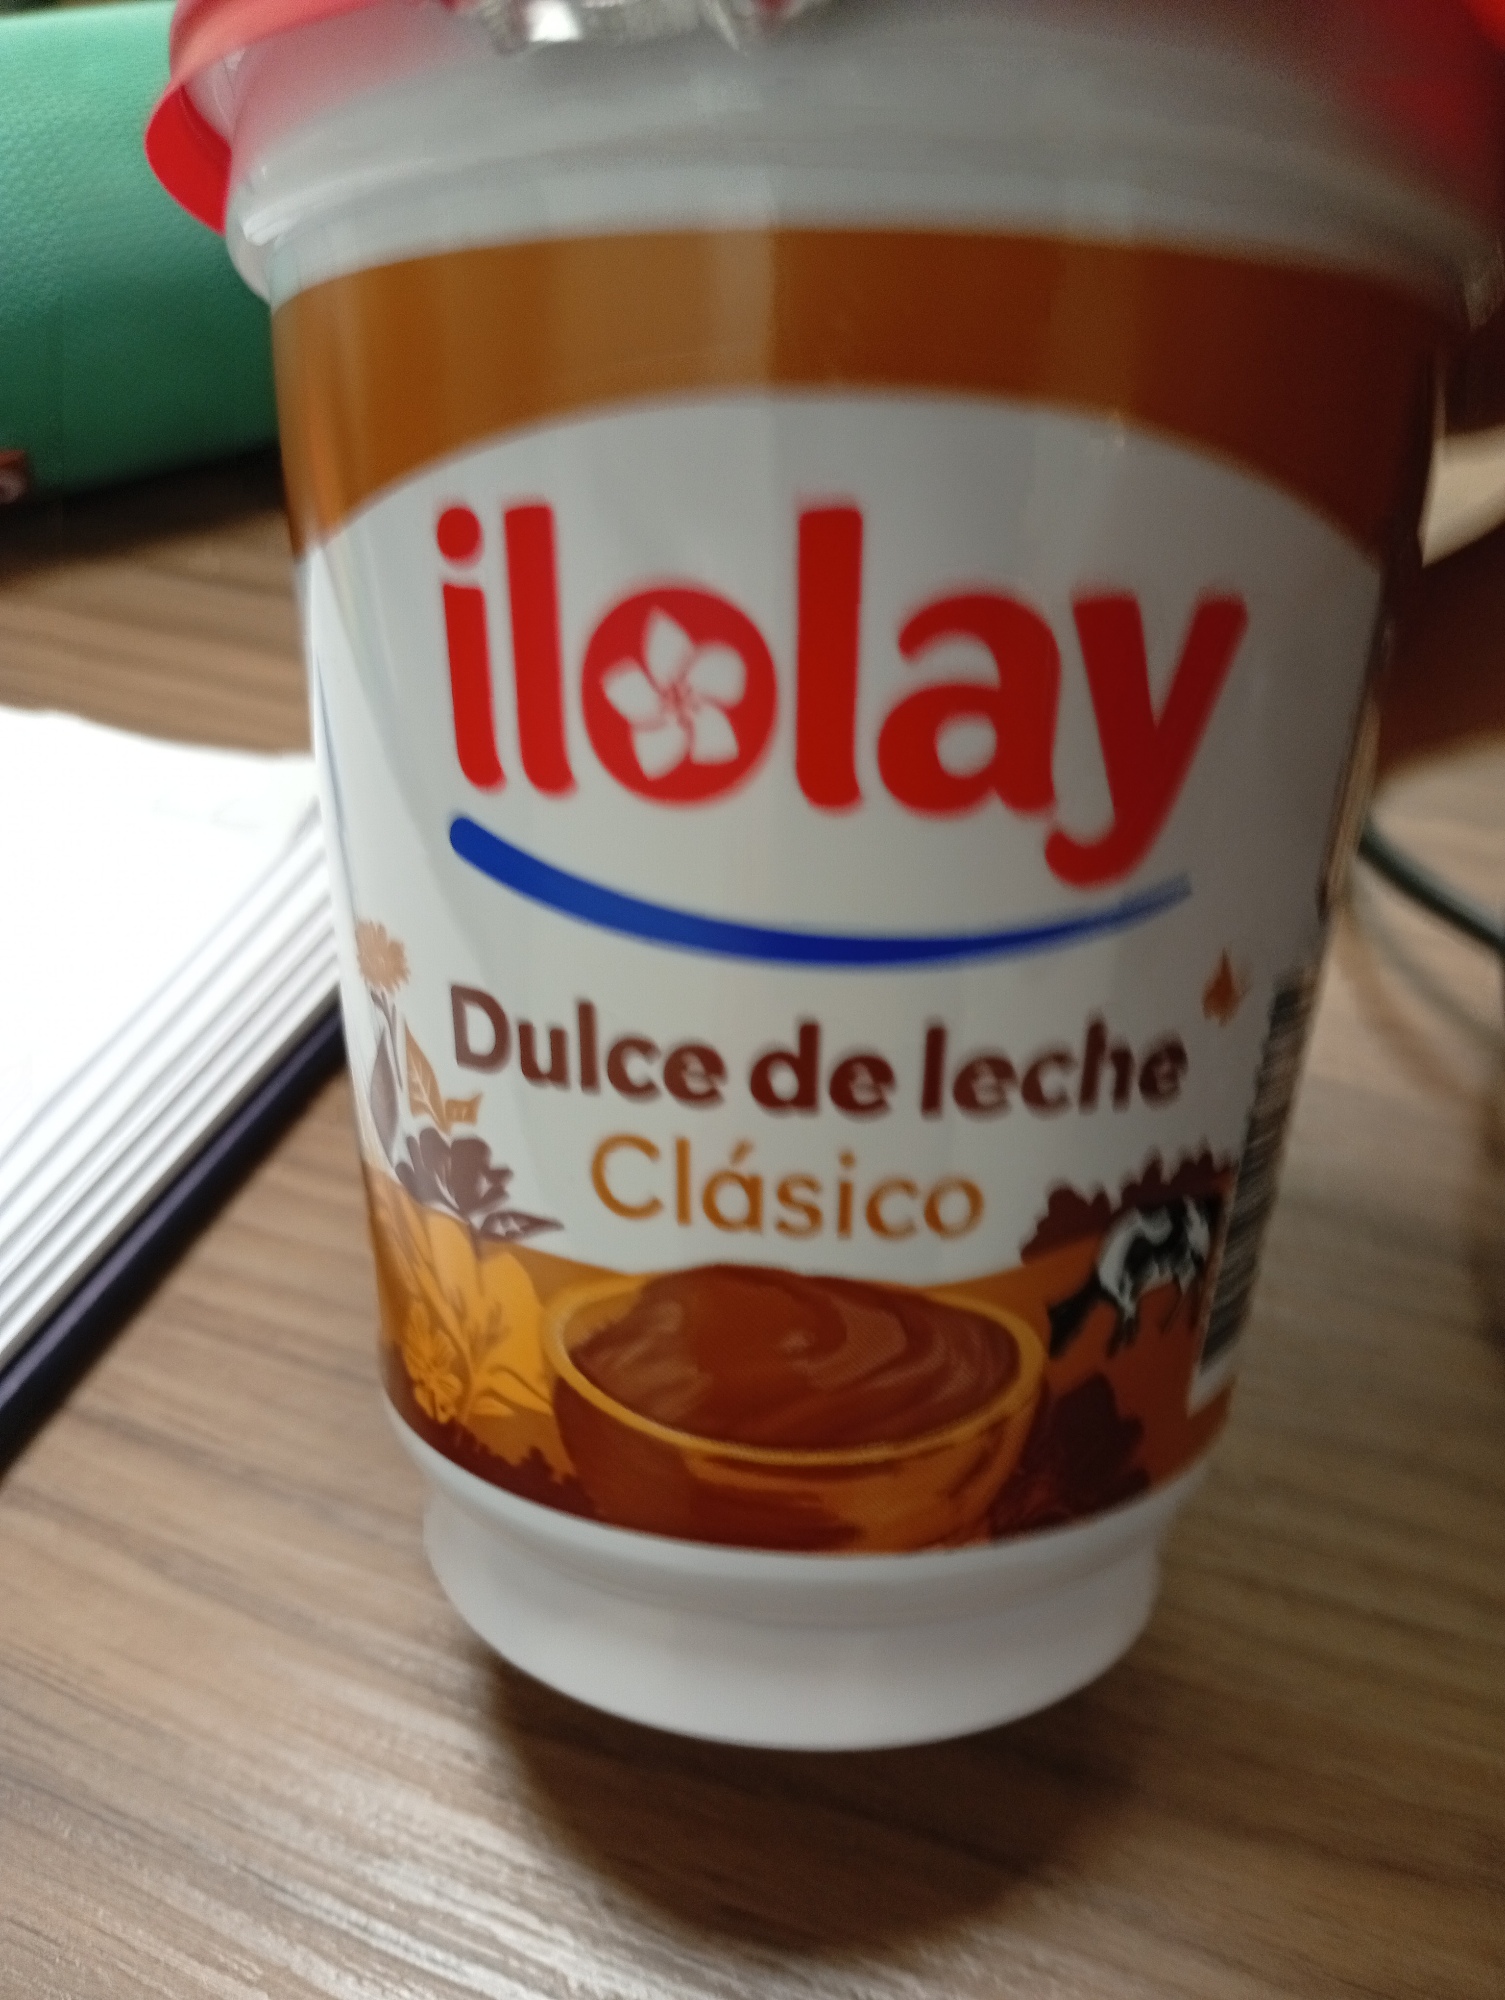 ilolay
Dulce de leche
Clásico